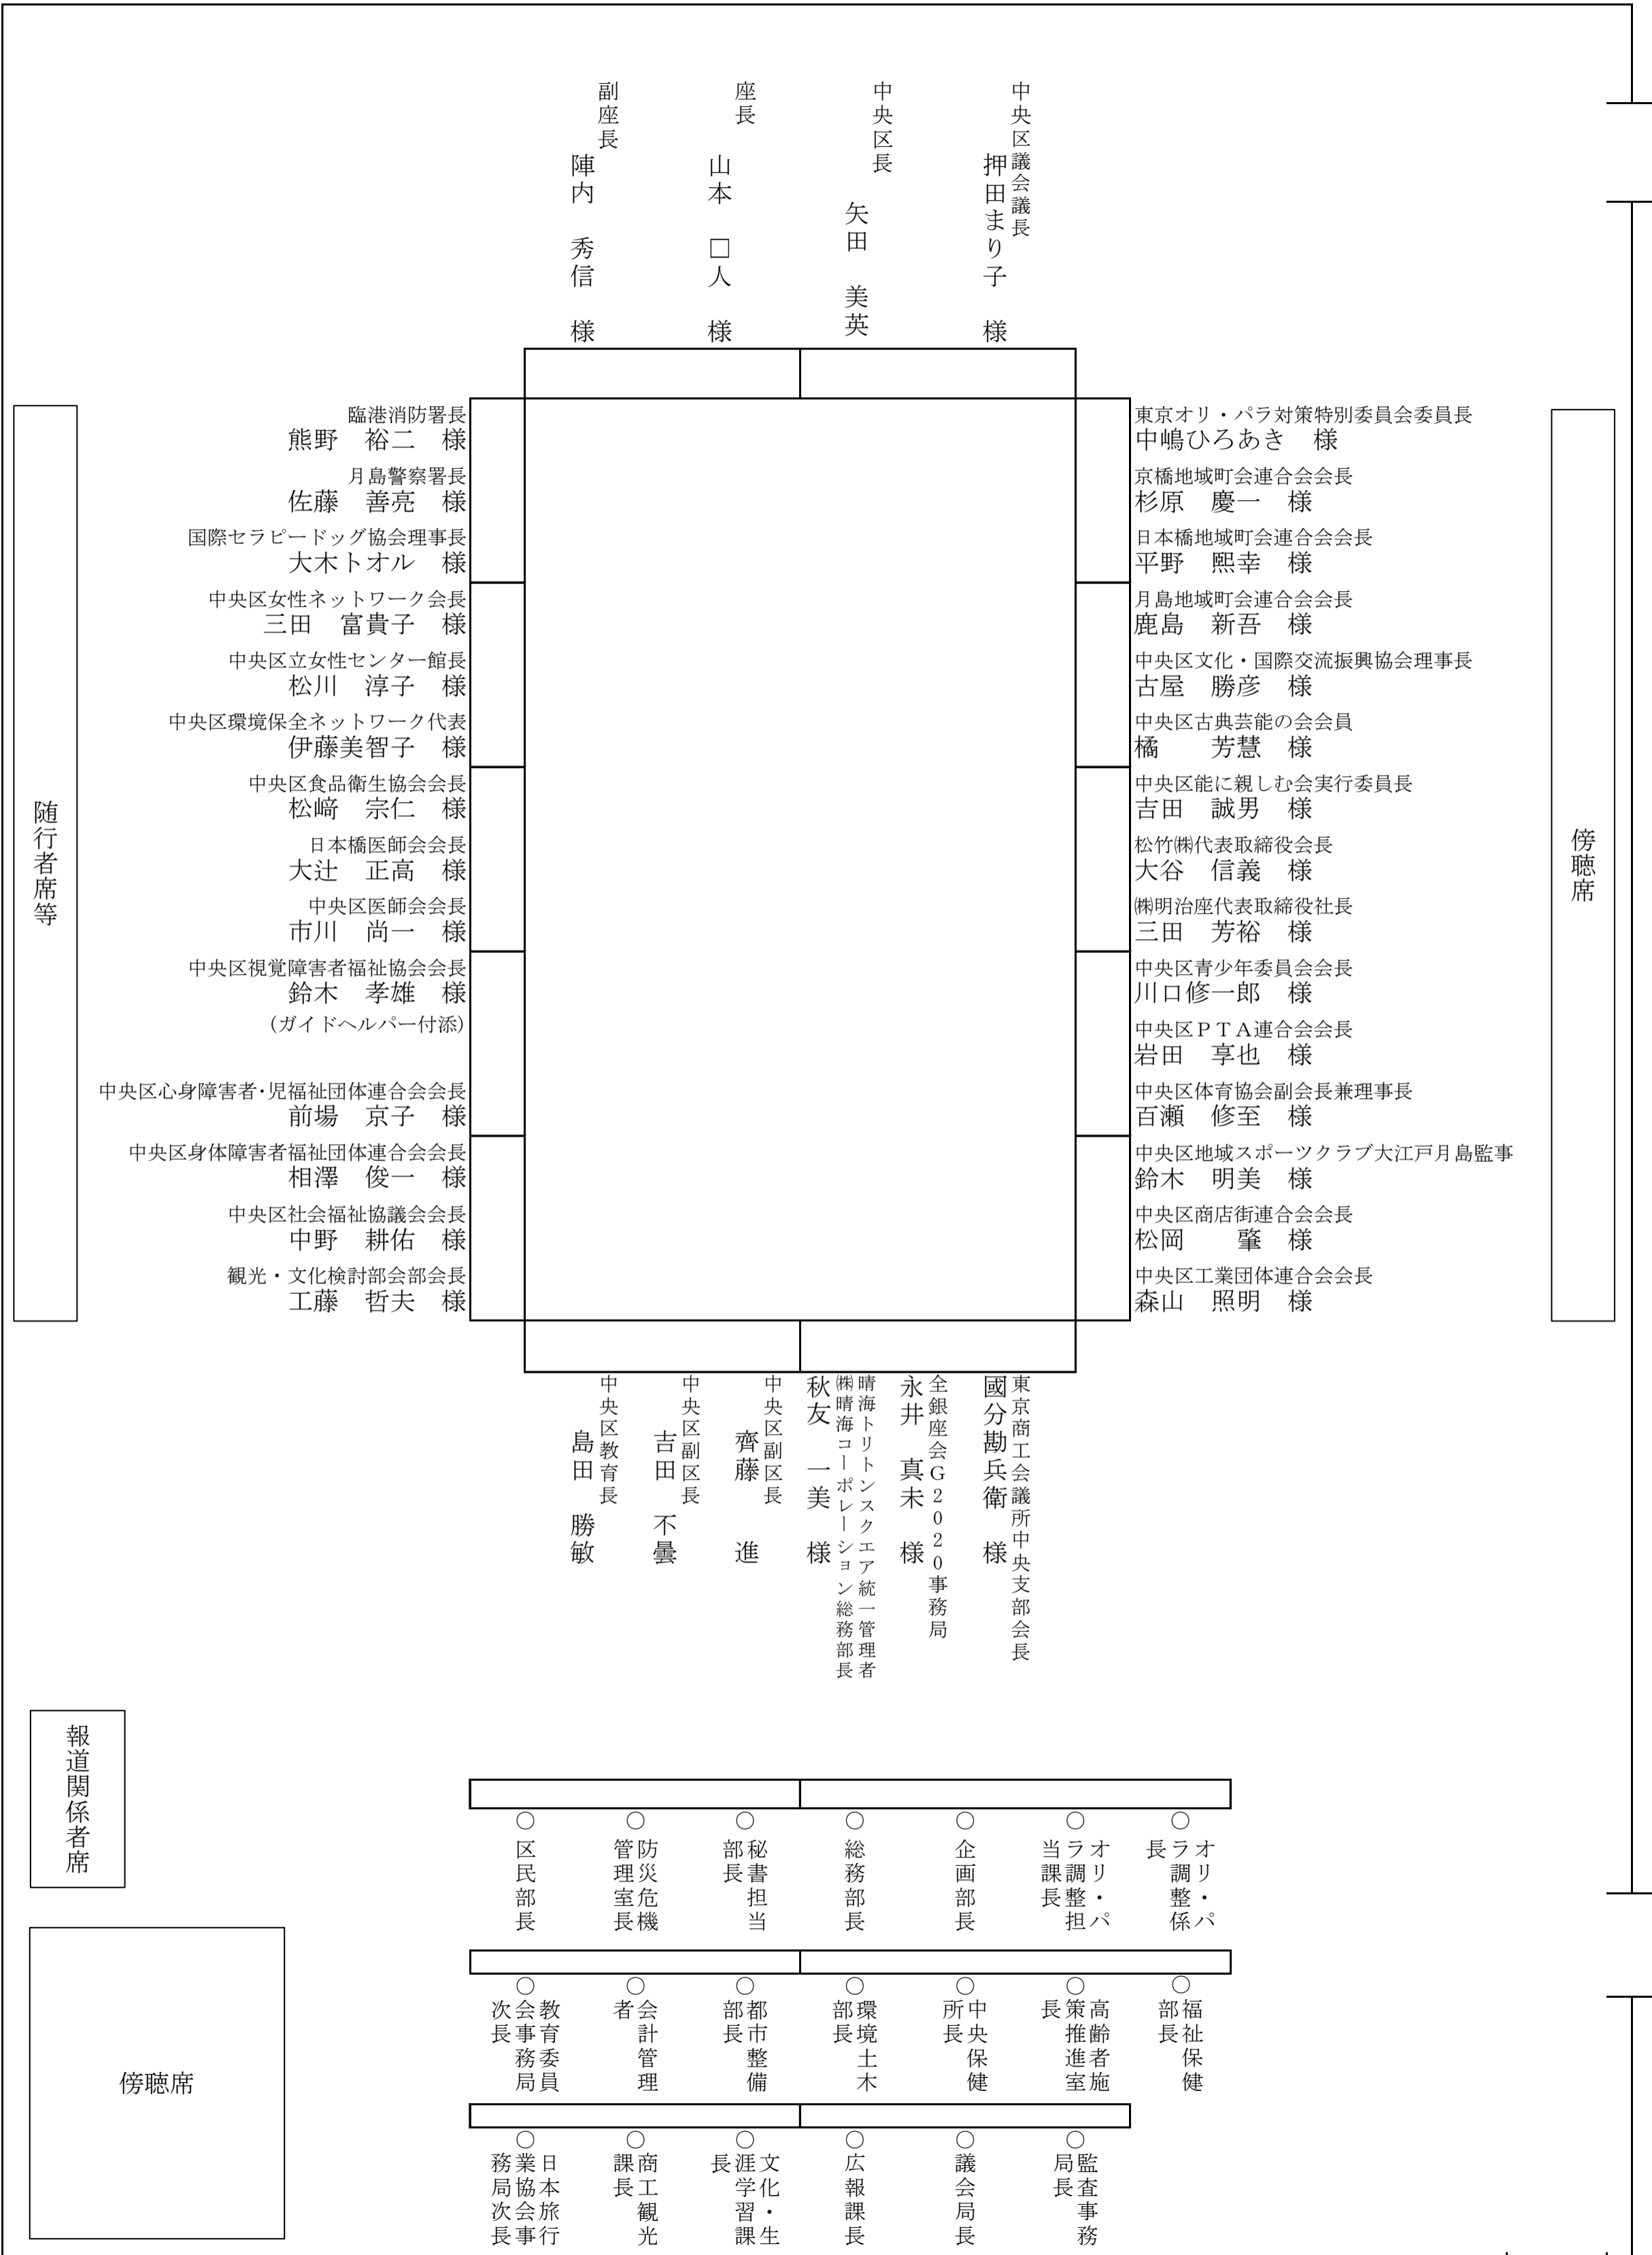 中央区議会議長
押田まり子　様
中央区長
矢田　美英
座長
山本　□人　様
副座長
陣内　秀信　様
臨港消防署長
熊野　裕二　様
月島警察署長
佐藤　善亮　様
国際セラピードッグ協会理事長
大木トオル　様
中央区女性ネットワーク会長
三田　富貴子　様
中央区立女性センター館長
松川　淳子　様
中央区環境保全ネットワーク代表
伊藤美智子　様
中央区食品衛生協会会長
松﨑　宗仁　様
日本橋医師会会長
大辻　正高　様
中央区医師会会長
市川　尚一　様
中央区視覚障害者福祉協会会長
鈴木　孝雄　様
（ガイドヘルパー付添）
中央区心身障害者・児福祉団体連合会会長
前場　京子　様
中央区身体障害者福祉団体連合会会長
相澤　俊一　様
中央区社会福祉協議会会長
中野　耕佑　様
観光・文化検討部会部会長
工藤　哲夫　様
東京オリ・パラ対策特別委員会委員長
中嶋ひろあき　様
京橋地域町会連合会会長
杉原　慶一　様
日本橋地域町会連合会会長
平野　熙幸　様
月島地域町会連合会会長
鹿島　新吾　様
中央区文化・国際交流振興協会理事長
古屋　勝彦　様
中央区古典芸能の会会員
橘　　芳慧　様
中央区能に親しむ会実行委員長
吉田　誠男　様
松竹㈱代表取締役会長
大谷　信義　様
㈱明治座代表取締役社長
三田　芳裕　様
中央区青少年委員会会長
川口修一郎　様
中央区ＰＴＡ連合会会長
岩田　享也　様
中央区体育協会副会長兼理事長
百瀬　修至　様
中央区地域スポーツクラブ大江戸月島監事
鈴木　明美　様
中央区商店街連合会会長
松岡　　肇　様
中央区工業団体連合会会長
森山　照明　様
随行者席等
傍聴席
東京商工会議所中央支部会長
國分勘兵衛　様
全銀座会Ｇ２０２０事務局
永井　真未　様
晴海トリトンスクエア統一管理者
㈱晴海コーポレーション総務部長
秋友　一美　様
中央区副区長
齊藤　　進
中央区副区長
吉田　不曇
中央区教育長
島田　勝敏
報道関係者席
傍聴席
○
オリ・パ
ラ調整係
長
○
オリ・パ
ラ調整担
当課長
○
企画部長
○
総務部長
○
秘書担当
部長
○
防災危機
管理室長
○
区民部長
○
福祉保健
部長
○
高齢者施
策推進室
長
○
中央保健
所長
○
環境土木
部長
○
都市整備
部長
○
会計管理
者
○
教育委員
会事務局
次長
○
監査事務
局長
○
議会局長
○
広報課長
○
文化・生
涯学習課
長
○
商工観光
課長
○
日本旅行
業協会事
務局次長